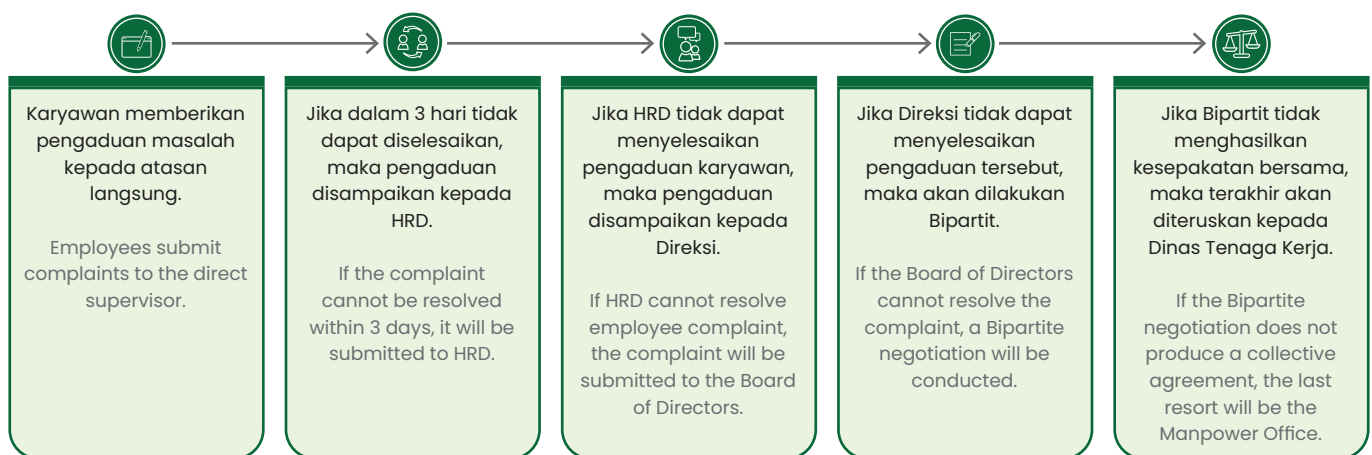 Karyawan memberikan
pengaduan masalah
kepada atasan
langsung.
Employees submit
complaints to the direct
supervisor.
Jika dalam 3 hari tidak
dapat diselesaikan,
maka pengaduan
disampaikan kepada
HRD.
If the complaint
cannot be resolved
within 3 days, it will be
submitted to HRD.
Jika HRD tidak dapat
menyelesaikan
pengaduan karyawan,
maka pengaduan
disampaikan kepada
Direksi.
If HRD cannot resolve
employee complaint,
the complaint will be
submitted to the Board
of Directors.
Jika Direksi tidak dapat
menyelesaikan
pengaduan tersebut,
maka akan dilakukan
Bipartit.
If the Board of Directors
cannot resolve the
complaint, a Bipartite
negotiation will be
conducted.
Jika Bipartit tidak
menghasilkan
kesepakatan bersama,
maka terakhir akan
diteruskan kepada
Dinas Tenaga Kerja.
If the Bipartite
negotiation does not
produce a collective
agreement, the last
resort will be the
Manpower Office.